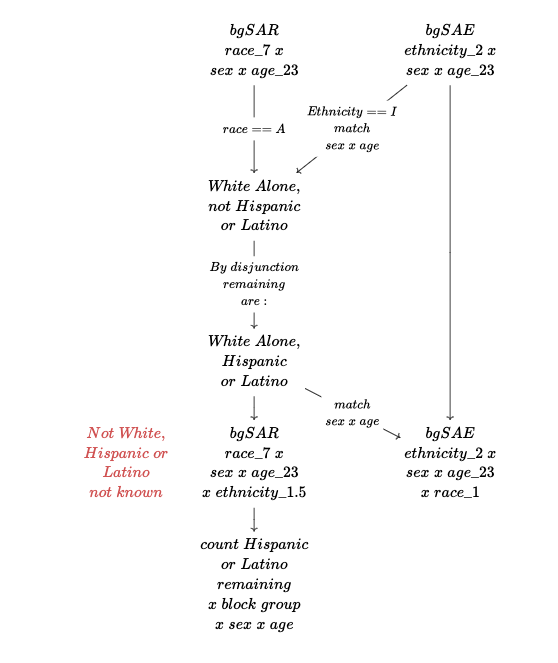 bgSAR
race_7 x
sex x age_23
bgSAE
ethnicity_2 x
sex x age_23
race == A
Ethnicity == I
match
sex x age
White Alone,
not Hispanic
or Latino
By disjunction
remaining
are :
White Alone,
Hispanic
or Latino
match
sex x age
Not White,
Hispanic or
Latino
not known
bgSAR
race_7 x
sex x age_23
x ethnicity_1.5
bgSAE
ethnicity_2 x
sex x age_23
x race_1
count Hispanic
or Latino
remaining
x block group
x sex x age